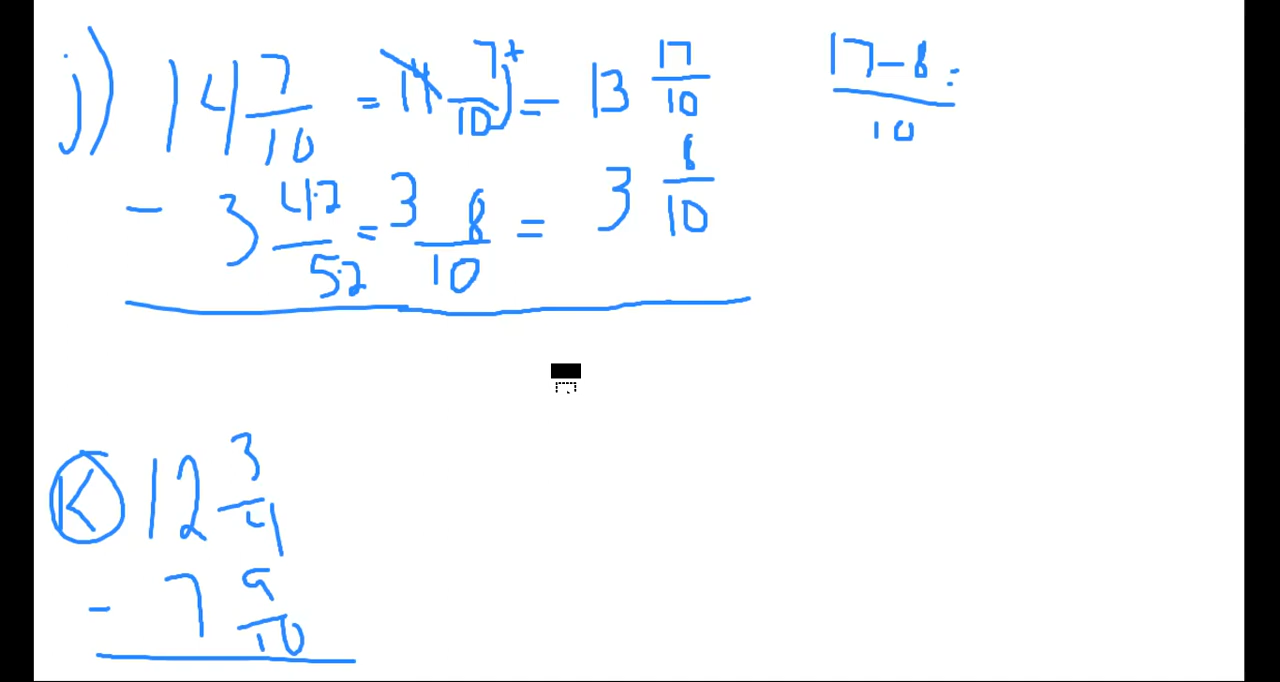 j) 14 7/10 = 14 7/10 + = 13 17/10
17-8/10 =
- 3 4·2/5·2 = 3 8/10 = 3 8/10
K 12 3/4
- 7 9/10